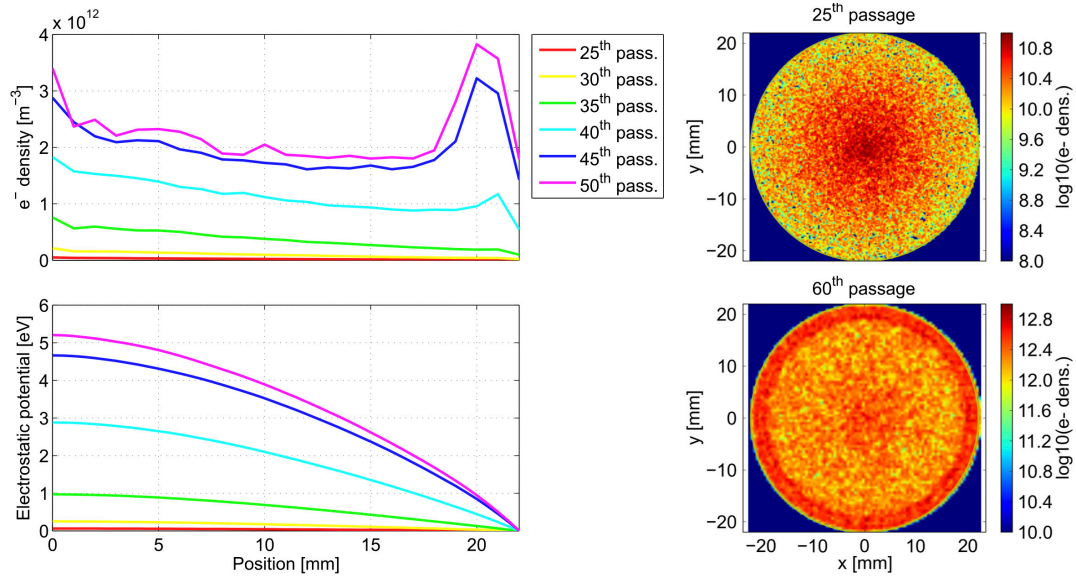 x 10^12
4
3
2
1
0
e⁻ density [m⁻³]
25th pass.
30th pass.
35th pass.
40th pass.
45th pass.
50th pass.
6
5
4
3
2
1
0
Electrostatic potential [eV]
0 5 10 15 20
Position [mm]
25th passage
20
10
0
−10
−20
y [mm]
10.8
10.4
10.0
9.6
9.2
8.8
8.4
8.0
log10(e- dens.)
60th passage
20
10
0
−10
−20
y [mm]
−20 −10 0 10 20
x [mm]
12.8
12.4
12.0
11.6
11.2
10.8
10.4
10.0
log10(e- dens.)